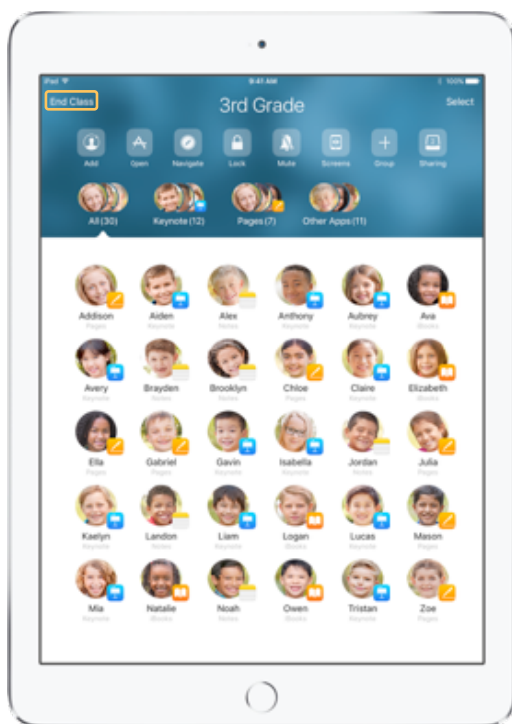 iPad 9:41 AM 100%
End Class 3rd Grade Select
Add Open Navigate Lock Mute Screens Group Sharing
All (30) Keynote (12) Pages (7) Other Apps (11)
Addison Aiden Alex Anthony Aubrey Ava
Pages Keynote Notes Keynote Keynote iBooks
Avery Brayden Brooklyn Chloe Claire Elizabeth
Keynote Notes Notes Pages Keynote iBooks
Ella Gabriel Gavin Isabella Jordan Julia
Pages Pages Keynote Keynote Notes Pages
Kaelyn Landon Liam Logan Lucas Mason
Keynote Notes Keynote iBooks Keynote Pages
Mia Natalie Noah Owen Tristan Zoe
Keynote iBooks Notes iBooks Keynote Pages